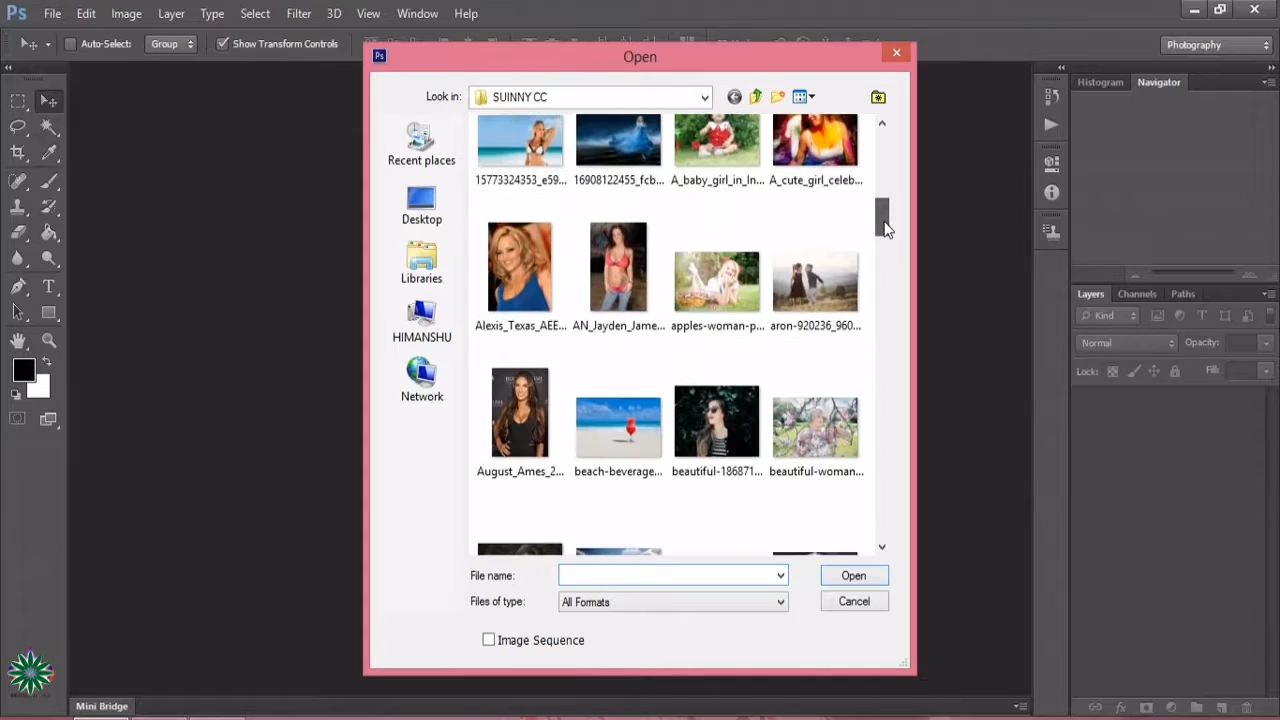 Ps File Edit Image Layer Type Select Filter 3D View Window Help
Auto-Select: Group Show Transform Controls Photography
Ps Open
Look in: SUINNY CC
Histogram Navigator
Recent places
Desktop
Libraries
HIMANSHU
Network
15773324353_e59... 16908122455_fcb... A_baby_girl_in_In... A_cute_girl_celeb...
Alexis_Texas_AEE... AN_Jayden_Jame... apples-woman-p... aron-920236_960...
August_Ames_2... beach-beverage... beautiful-186871... beautiful-woman...
File name: Open
Files of type: All Formats Cancel
Image Sequence
Layers Channels Paths
Kind
Normal Opacity:
Lock: Fill:
Mini Bridge